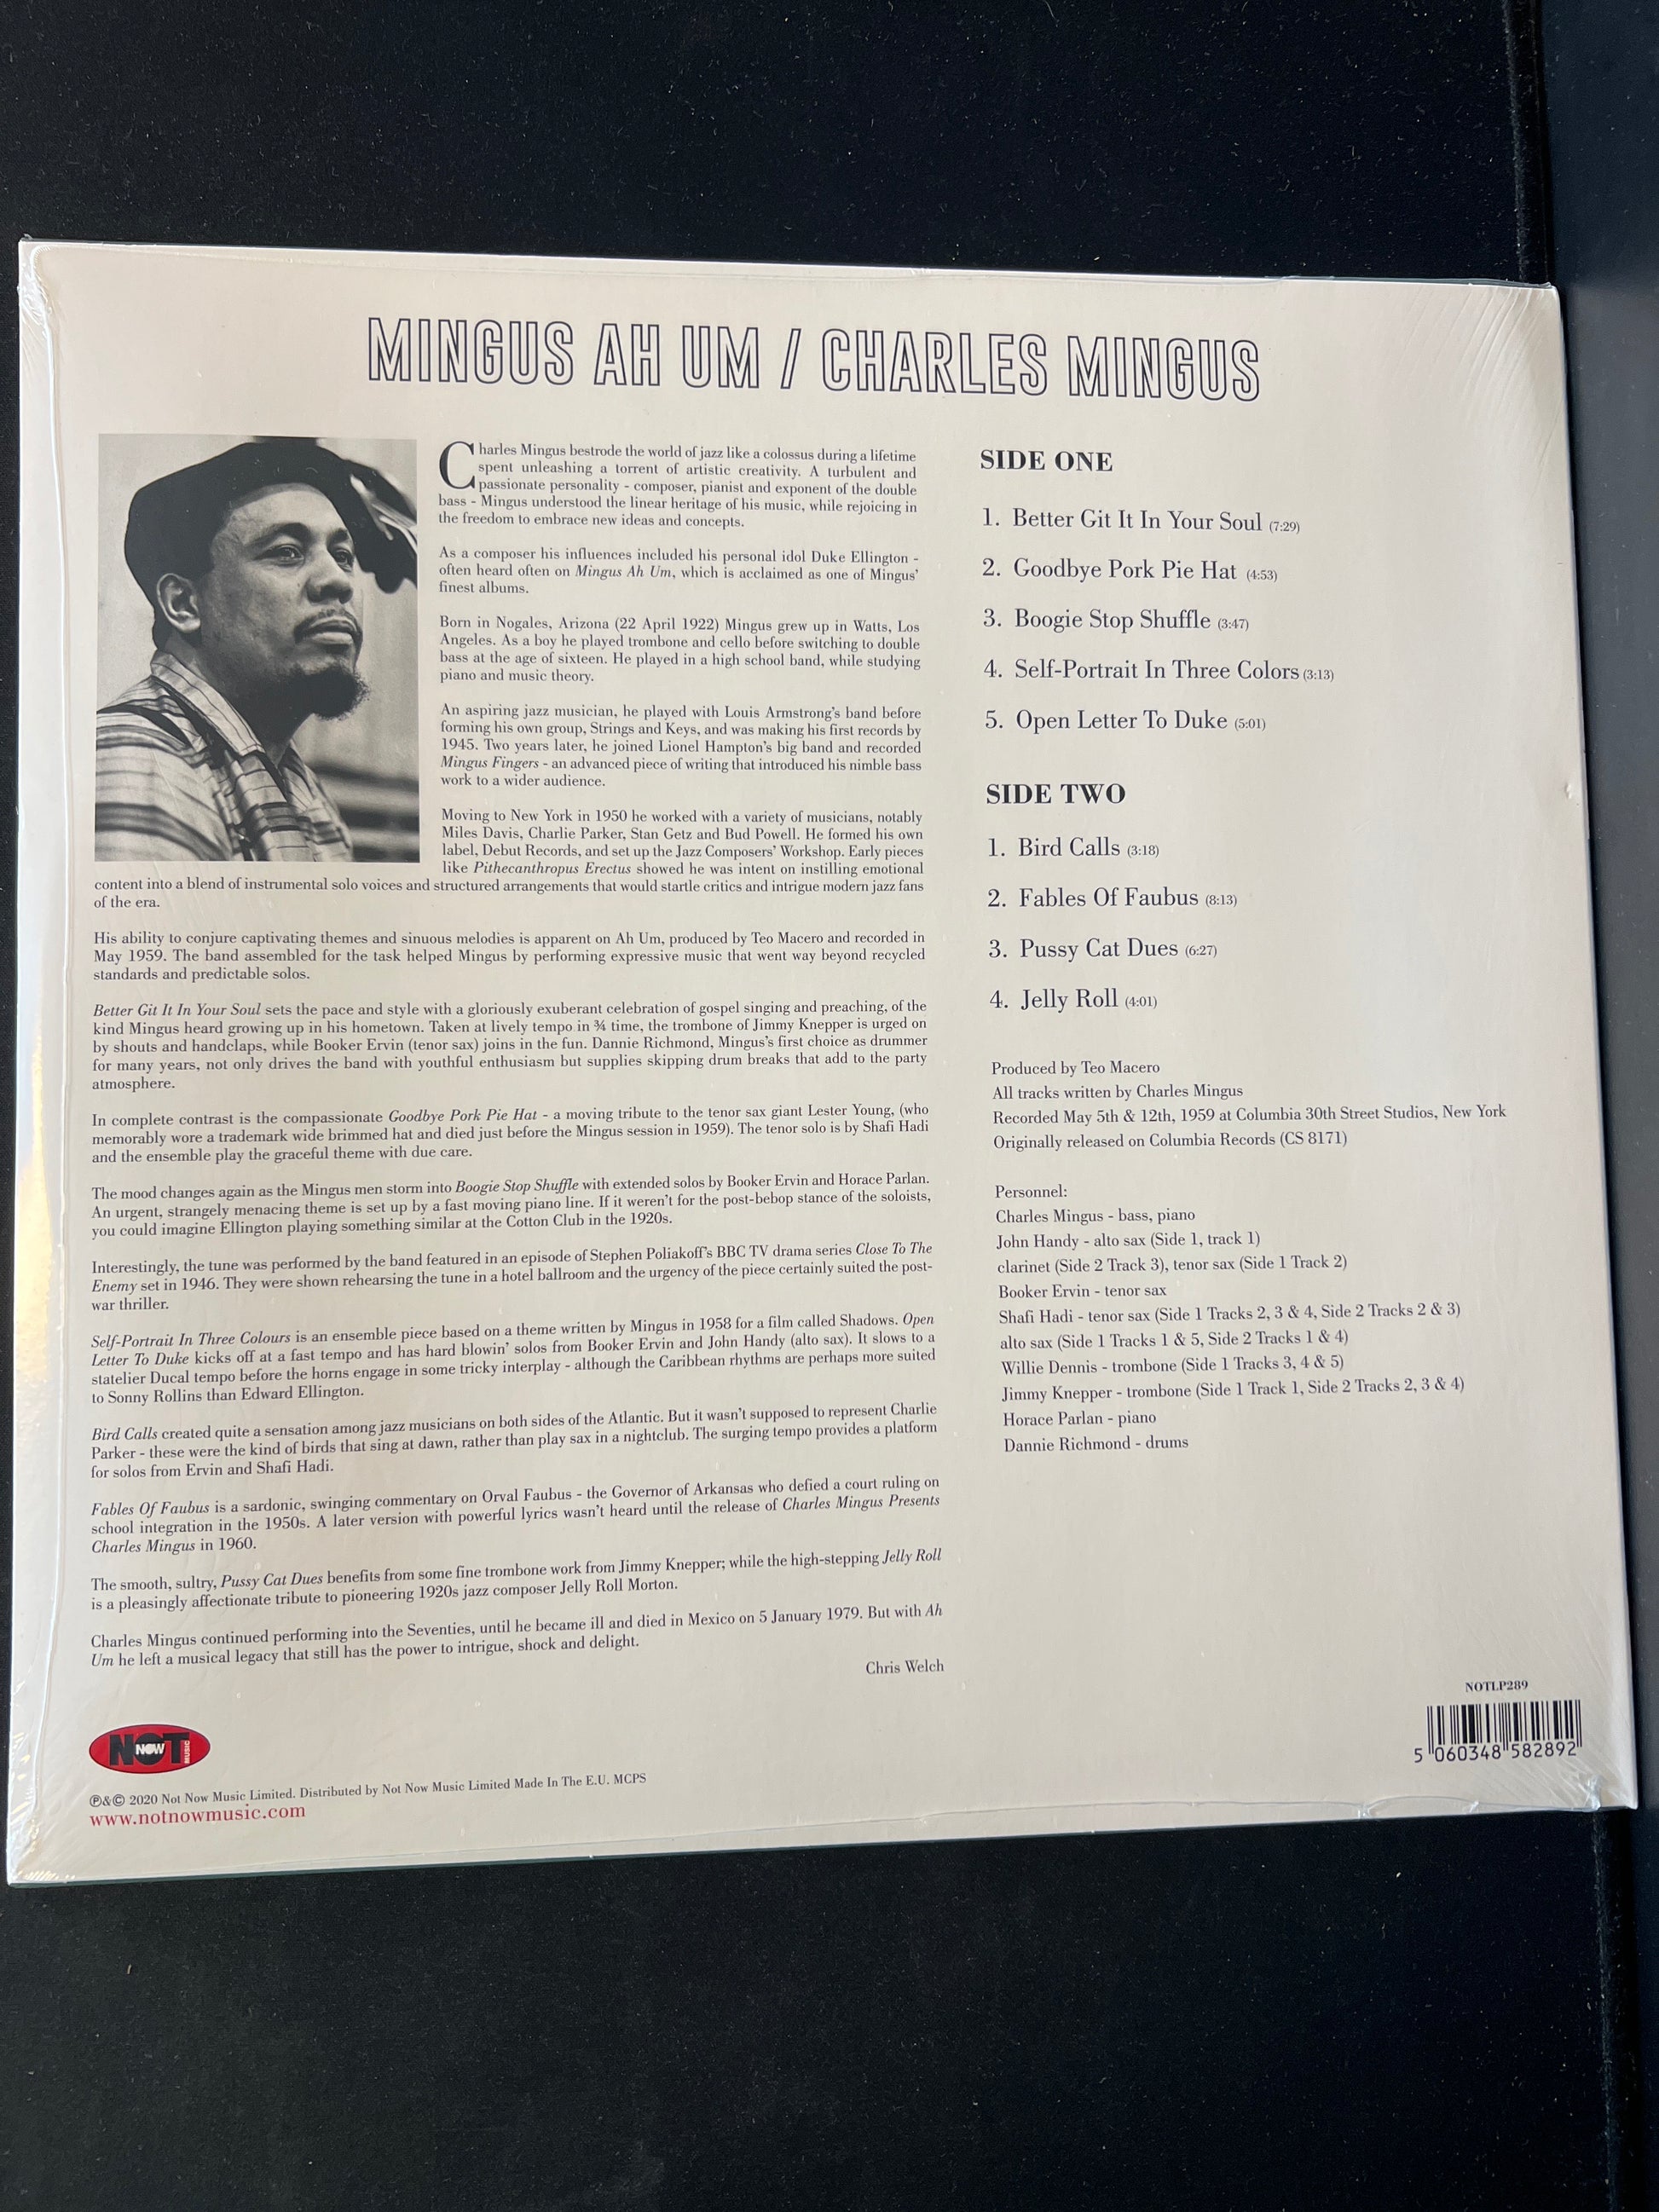 MINGUS AH UM / CHARLES MINGUS
Charles Mingus bestrode the world of jazz like a colossus during a lifetime
spent unleashing a torrent of artistic creativity. A turbulent and
passionate personality - composer, pianist and exponent of the double
bass - Mingus understood the linear heritage of his music, while rejoicing in
the freedom to embrace new ideas and concepts.
As a composer his influences included his personal idol Duke Ellington -
often heard often on Mingus Ah Um, which is acclaimed as one of Mingus'
finest albums.
Born in Nogales, Arizona (22 April 1922) Mingus grew up in Watts, Los
Angeles. As a boy he played trombone and cello before switching to double
bass at the age of sixteen. He played in a high school band, while studying
piano and music theory.
An aspiring jazz musician, he played with Louis Armstrong's band before
forming his own group, Strings and Keys, and was making his first records by
1945. Two years later, he joined Lionel Hampton's big band and recorded
Mingus Fingers - an advanced piece of writing that introduced his nimble bass
work to a wider audience.
Moving to New York in 1950 he worked with a variety of musicians, notably
Miles Davis, Charlie Parker, Stan Getz and Bud Powell. He formed his own
label, Debut Records, and set up the Jazz Composers' Workshop. Early pieces
like Pithecanthropus Erectus showed he was intent on instilling emotional
content into a blend of instrumental solo voices and structured arrangements that would startle critics and intrigue modern jazz fans
of the era.
His ability to conjure captivating themes and sinuous melodies is apparent on Ah Um, produced by Teo Macero and recorded in
May 1959. The band assembled for the task helped Mingus by performing expressive music that went way beyond recycled
standards and predictable solos.
Better Git It In Your Soul sets the pace and style with a gloriously exuberant celebration of gospel singing and preaching, of the
kind Mingus heard growing up in his hometown. Taken at lively tempo in ¾ time, the trombone of Jimmy Knepper is urged on
by shouts and handclaps, while Booker Ervin (tenor sax) joins in the fun. Dannie Richmond, Mingus's first choice as drummer
for many years, not only drives the band with youthful enthusiasm but supplies skipping drum breaks that add to the party
atmosphere.
In complete contrast is the compassionate Goodbye Pork Pie Hat - a moving tribute to the tenor sax giant Lester Young, (who
memorably wore a trademark wide brimmed hat and died just before the Mingus session in 1959). The tenor solo is by Shafi Hadi
and the ensemble play the graceful theme with due care.
The mood changes again as the Mingus men storm into Boogie Stop Shuffle with extended solos by Booker Ervin and Horace Parlan.
An urgent, strangely menacing theme is set up by a fast moving piano line. If it weren't for the post-bebop stance of the soloists,
you could imagine Ellington playing something similar at the Cotton Club in the 1920s.
Interestingly, the tune was performed by the band featured in an episode of Stephen Poliakoff's BBC TV drama series Close To The
Enemy set in 1946. They were shown rehearsing the tune in a hotel ballroom and the urgency of the piece certainly suited the post-
war thriller.
Self-Portrait In Three Colours is an ensemble piece based on a theme written by Mingus in 1958 for a film called Shadows. Open
Letter To Duke kicks off at a fast tempo and has hard blowin' solos from Booker Ervin and John Handy (alto sax). It slows to a
statelier Ducal tempo before the horns engage in some tricky interplay - although the Caribbean rhythms are perhaps more suited
to Sonny Rollins than Edward Ellington.
Bird Calls created quite a sensation among jazz musicians on both sides of the Atlantic. But it wasn't supposed to represent Charlie
Parker - these were the kind of birds that sing at dawn, rather than play sax in a nightclub. The surging tempo provides a platform
for solos from Ervin and Shafi Hadi.
Fables Of Faubus is a sardonic, swinging commentary on Orval Faubus - the Governor of Arkansas who defied a court ruling on
school integration in the 1950s. A later version with powerful lyrics wasn't heard until the release of Charles Mingus Presents
Charles Mingus in 1960.
The smooth, sultry, Pussy Cat Dues benefits from some fine trombone work from Jimmy Knepper; while the high-stepping Jelly Roll
is a pleasingly affectionate tribute to pioneering 1920s jazz composer Jelly Roll Morton.
Charles Mingus continued performing into the Seventies, until he became ill and died in Mexico on 5 January 1979. But with Ah
Um he left a musical legacy that still has the power to intrigue, shock and delight.
Chris Welch
SIDE ONE
1. Better Git It In Your Soul (7:29)
2. Goodbye Pork Pie Hat (4:53)
3. Boogie Stop Shuffle (3:47)
4. Self-Portrait In Three Colors (3:13)
5. Open Letter To Duke (5:01)
SIDE TWO
1. Bird Calls (3:18)
2. Fables Of Faubus (8:13)
3. Pussy Cat Dues (6:27)
4. Jelly Roll (4:01)
Produced by Teo Macero
All tracks written by Charles Mingus
Recorded May 5th & 12th, 1959 at Columbia 30th Street Studios, New York
Originally released on Columbia Records (CS 8171)
Personnel:
Charles Mingus - bass, piano
John Handy - alto sax (Side 1, track 1)
clarinet (Side 2 Track 3), tenor sax (Side 1 Track 2)
Booker Ervin - tenor sax
Shafi Hadi - tenor sax (Side 1 Tracks 2, 3 & 4, Side 2 Tracks 2 & 3)
alto sax (Side 1 Tracks 1 & 5, Side 2 Tracks 1 & 4)
Willie Dennis - trombone (Side 1 Tracks 3, 4 & 5)
Jimmy Knepper - trombone (Side 1 Track 1, Side 2 Tracks 2, 3 & 4)
Horace Parlan - piano
Dannie Richmond - drums
NOTLP289
5 060348 582892
NOT NOW MUSIC
℗&© 2020 Not Now Music Limited. Distributed by Not Now Music Limited Made In The E.U. MCPS
www.notnowmusic.com